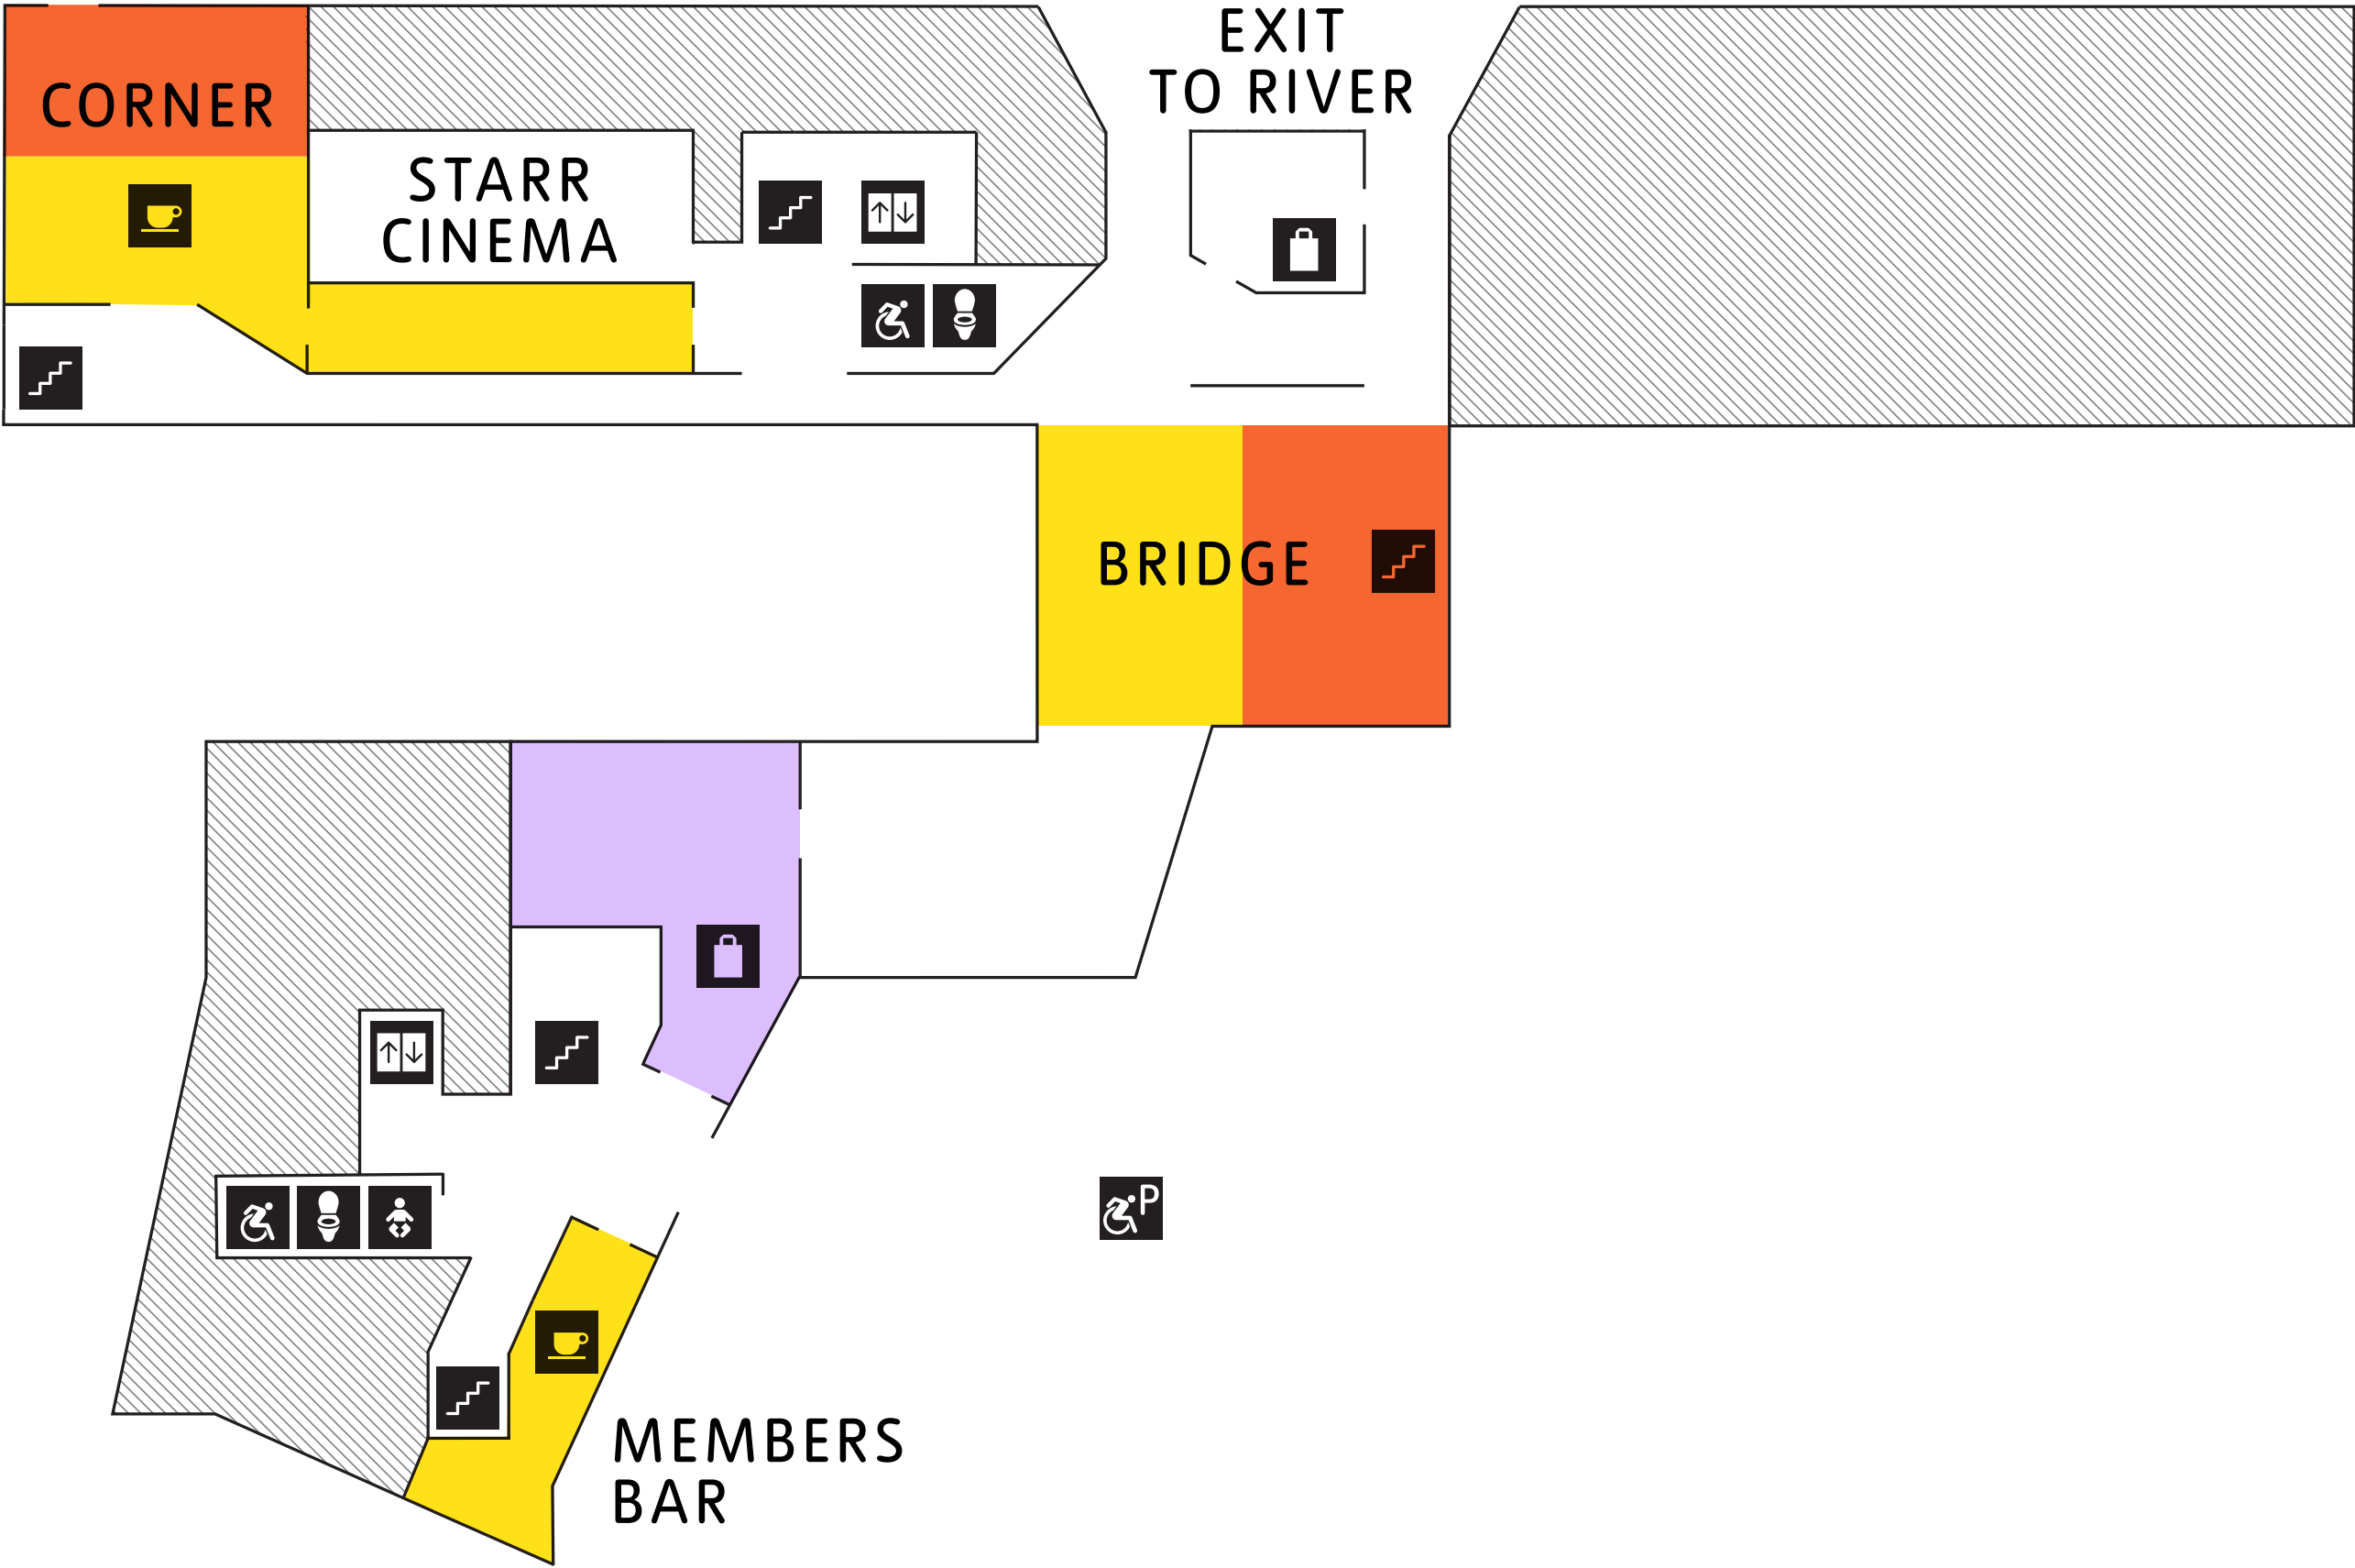 EXIT
TO RIVER
CORNER
STARR
CINEMA
BRIDGE
P
MEMBERS
BAR